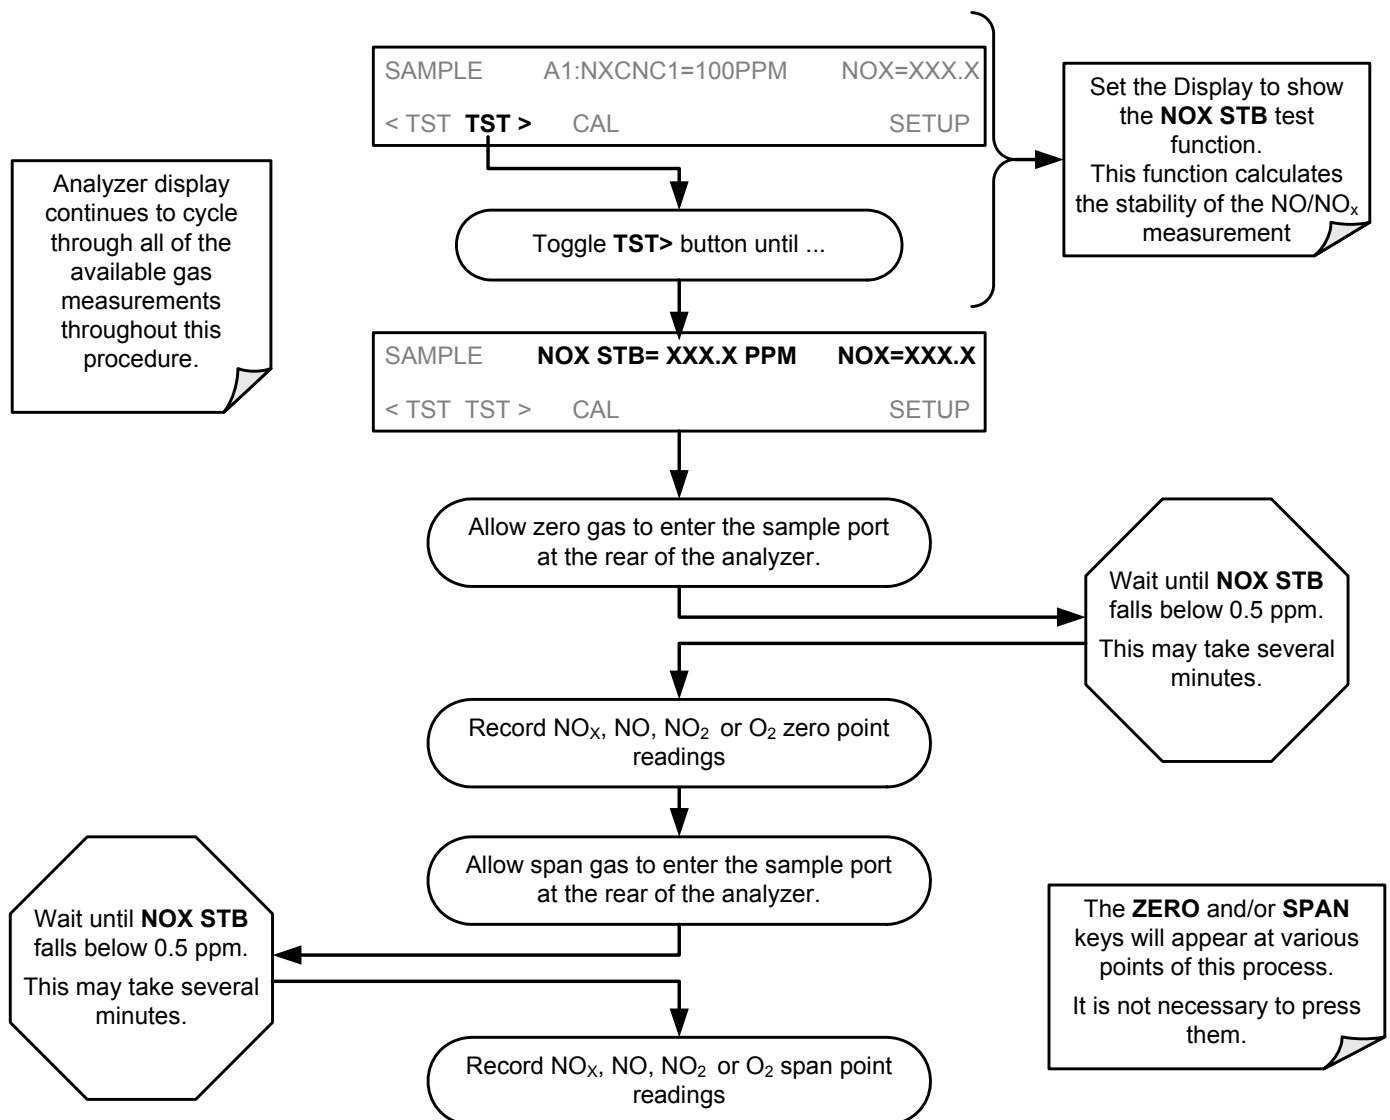 SAMPLE A1:NXCNC1=100PPM NOX=XXX.X
< TST TST > CAL SETUP
Set the Display to show
the NOX STB test
function.
This function calculates
the stability of the NO/NOx
measurement
Analyzer display
continues to cycle
through all of the
available gas
measurements
throughout this
procedure.
Toggle TST> button until ...
SAMPLE NOX STB= XXX.X PPM NOX=XXX.X
< TST TST > CAL SETUP
Allow zero gas to enter the sample port
at the rear of the analyzer.
Wait until NOX STB
falls below 0.5 ppm.
This may take several
minutes.
Record NOX, NO, NO2 or O2 zero point
readings
Allow span gas to enter the sample port
at the rear of the analyzer.
Wait until NOX STB
falls below 0.5 ppm.
This may take several
minutes.
The ZERO and/or SPAN
keys will appear at various
points of this process.
It is not necessary to press
them.
Record NOX, NO, NO2 or O2 span point
readings